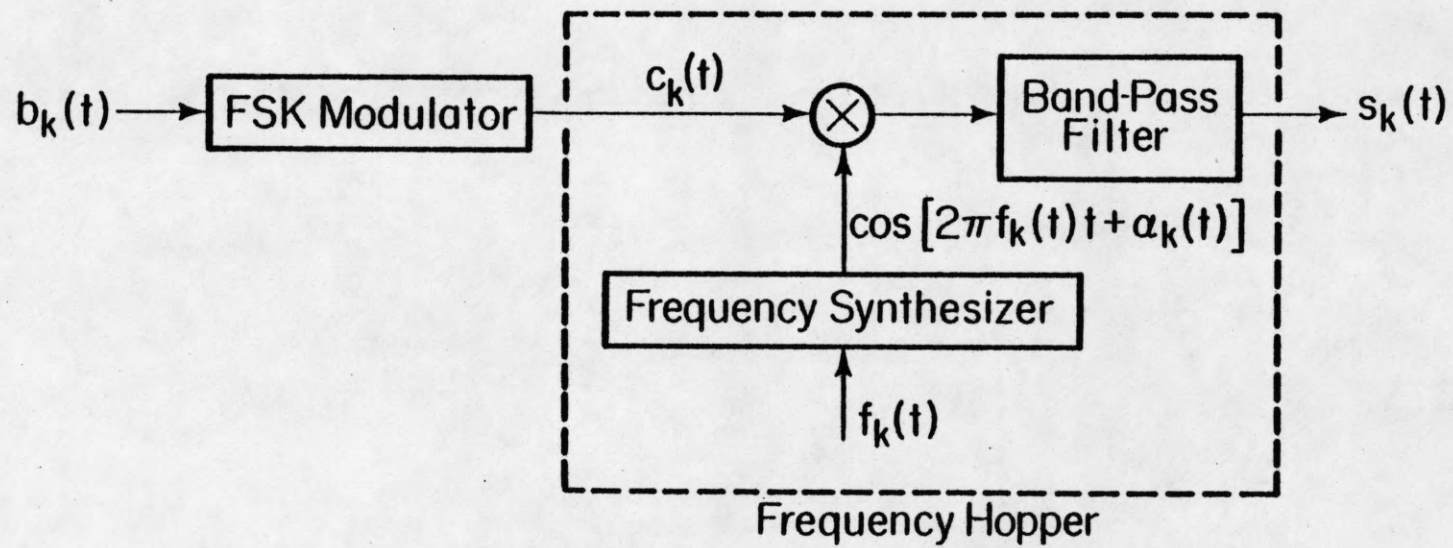 b_k(t)
FSK Modulator
c_k(t)
Band-Pass
Filter
s_k(t)
cos [2πf_k(t)t+α_k(t)]
Frequency Synthesizer
f_k(t)
Frequency Hopper